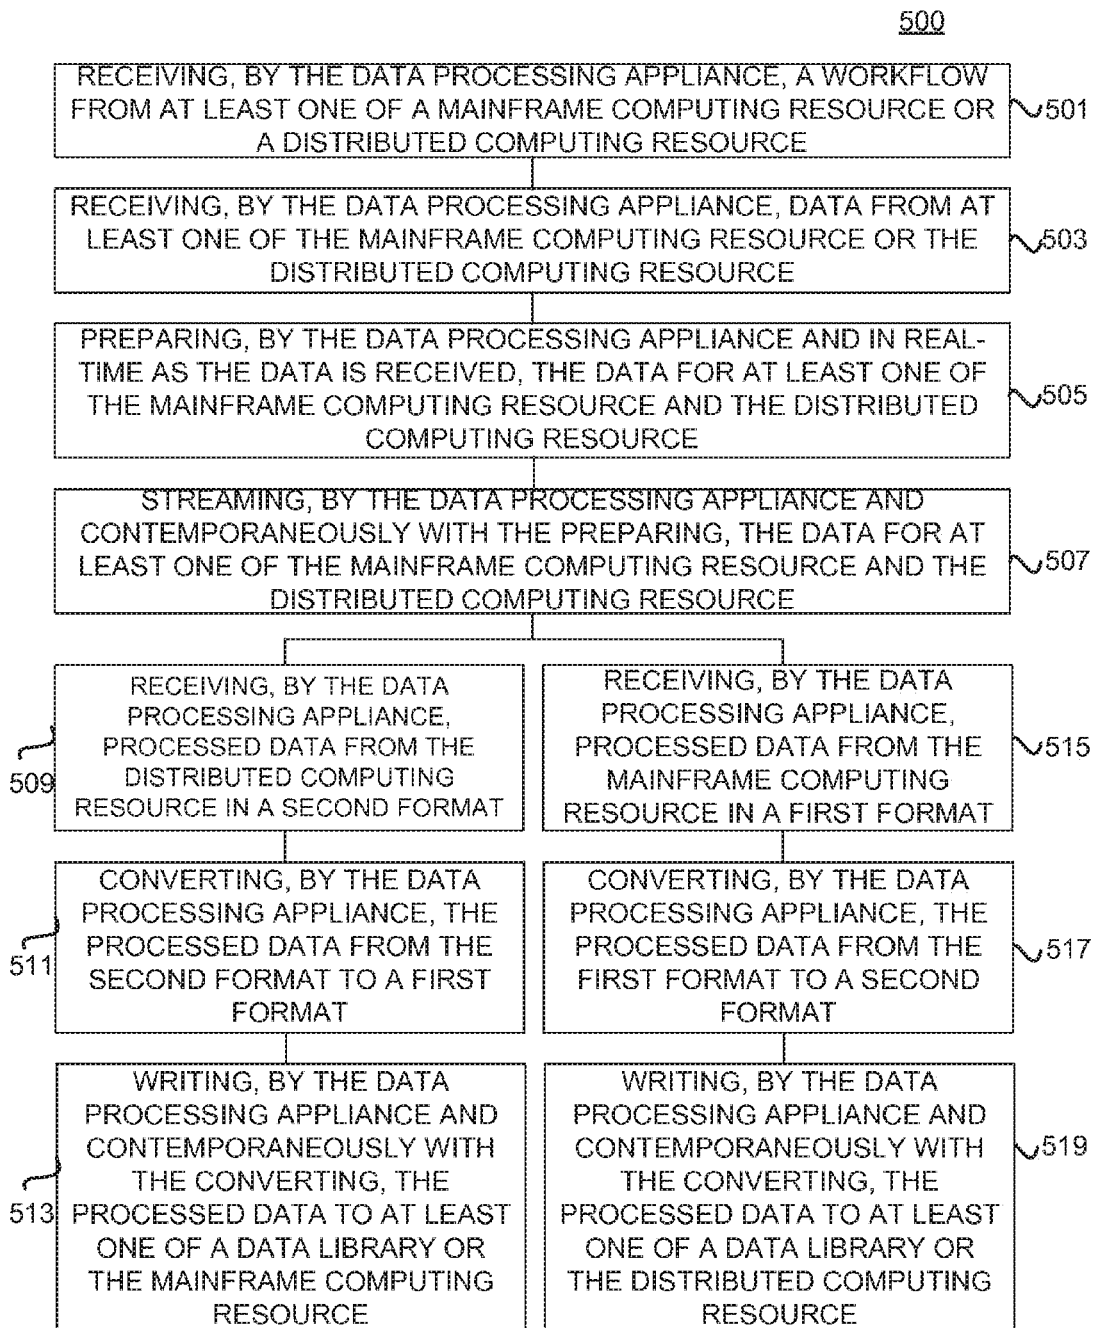 500
RECEIVING, BY THE DATA PROCESSING APPLIANCE, A WORKFLOW
FROM AT LEAST ONE OF A MAINFRAME COMPUTING RESOURCE OR
A DISTRIBUTED COMPUTING RESOURCE
501
RECEIVING, BY THE DATA PROCESSING APPLIANCE, DATA FROM AT
LEAST ONE OF THE MAINFRAME COMPUTING RESOURCE OR THE
DISTRIBUTED COMPUTING RESOURCE
503
PREPARING, BY THE DATA PROCESSING APPLIANCE AND IN REAL-
TIME AS THE DATA IS RECEIVED, THE DATA FOR AT LEAST ONE OF
THE MAINFRAME COMPUTING RESOURCE AND THE DISTRIBUTED
COMPUTING RESOURCE
505
STREAMING, BY THE DATA PROCESSING APPLIANCE AND
CONTEMPORANEOUSLY WITH THE PREPARING, THE DATA FOR AT
LEAST ONE OF THE MAINFRAME COMPUTING RESOURCE AND THE
DISTRIBUTED COMPUTING RESOURCE
507
RECEIVING, BY THE DATA
PROCESSING APPLIANCE,
PROCESSED DATA FROM THE
DISTRIBUTED COMPUTING
RESOURCE IN A SECOND FORMAT
509
CONVERTING, BY THE DATA
PROCESSING APPLIANCE, THE
PROCESSED DATA FROM THE
SECOND FORMAT TO A FIRST
FORMAT
511
WRITING, BY THE DATA
PROCESSING APPLIANCE AND
CONTEMPORANEOUSLY WITH
THE CONVERTING, THE
PROCESSED DATA TO AT LEAST
ONE OF A DATA LIBRARY OR
THE MAINFRAME COMPUTING
RESOURCE
513
RECEIVING, BY THE DATA
PROCESSING APPLIANCE,
PROCESSED DATA FROM THE
MAINFRAME COMPUTING
RESOURCE IN A FIRST FORMAT
515
CONVERTING, BY THE DATA
PROCESSING APPLIANCE, THE
PROCESSED DATA FROM THE
FIRST FORMAT TO A SECOND
FORMAT
517
WRITING, BY THE DATA
PROCESSING APPLIANCE AND
CONTEMPORANEOUSLY WITH
THE CONVERTING, THE
PROCESSED DATA TO AT LEAST
ONE OF A DATA LIBRARY OR
THE DISTRIBUTED COMPUTING
RESOURCE
519